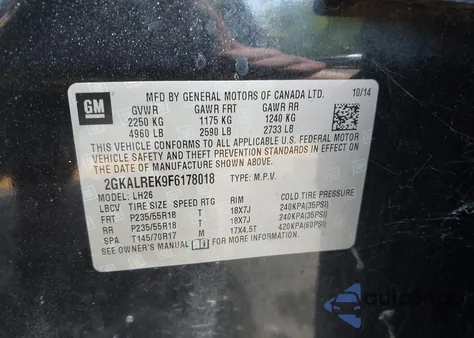 GM
MFD BY GENERAL MOTORS OF CANADA LTD. 10/14
GVWR GAWR FRT GAWR RR
2250 KG 1175 KG 1240 KG
4960 LB 2590 LB 2733 LB
THIS VEHICLE CONFORMS TO ALL APPLICABLE U.S. FEDERAL MOTOR
VEHICLE SAFETY AND THEFT PREVENTION STANDARDS IN EFFECT ON
THE DATE OF MANUFACTURE SHOWN ABOVE.
2GKALREK9F6178018 TYPE: M.P.V.
MODEL: LH26
LBCV TIRE SIZE SPEED RTG RIM COLD TIRE PRESSURE
FRT P235/55R18 T 18X7J 240KPA(35PSI)
RR P235/55R18 T 18X7J 240KPA(35PSI)
SPA T145/70R17 M 17X4.5T 420KPA(60PSI)
SEE OWNER'S MANUAL